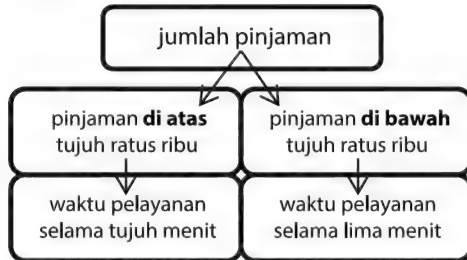 jumlah pinjaman
pinjaman di atas
tujuh ratus ribu
pinjaman di bawah
tujuh ratus ribu
waktu pelayanan
selama tujuh menit
waktu pelayanan
selama lima menit